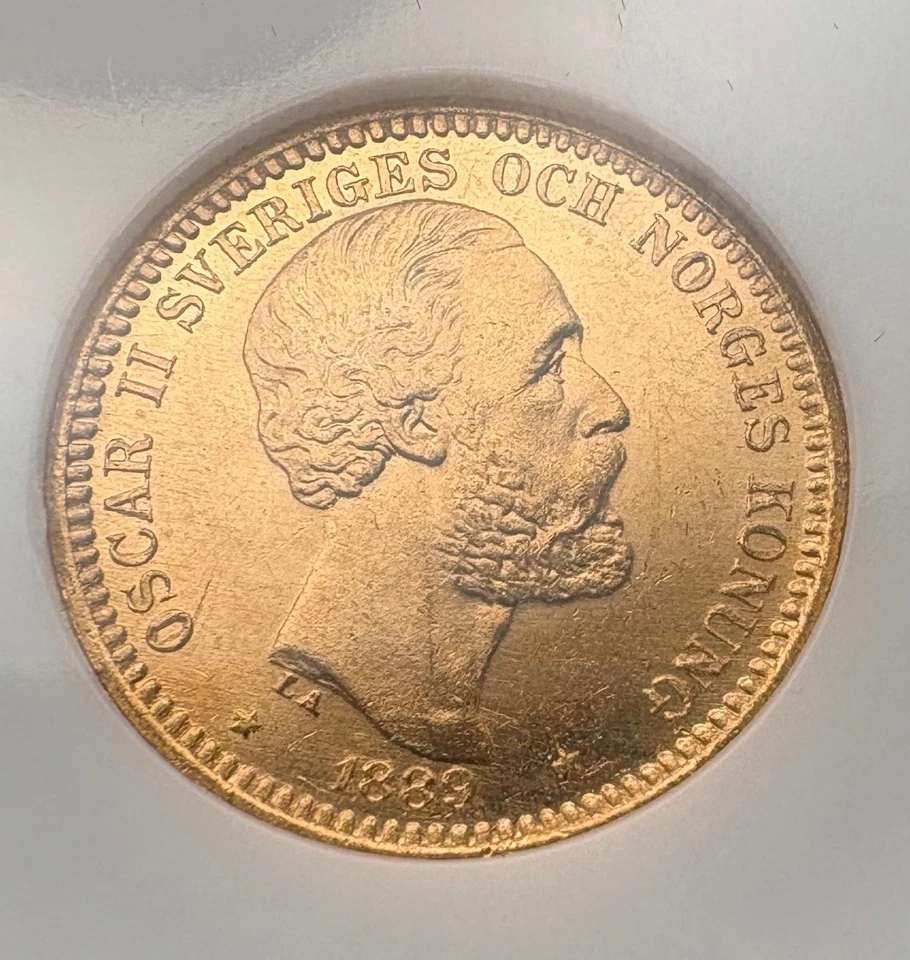 OSCAR II SVERIGES OCH NORGES KONUNG
LA
1889